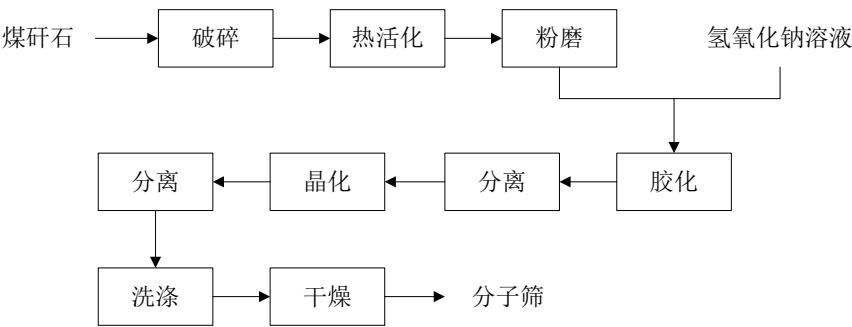 煤矸石 破碎 热活化 粉磨 氢氧化钠溶液
分离 晶化 分离 胶化
洗涤 干燥 分子筛